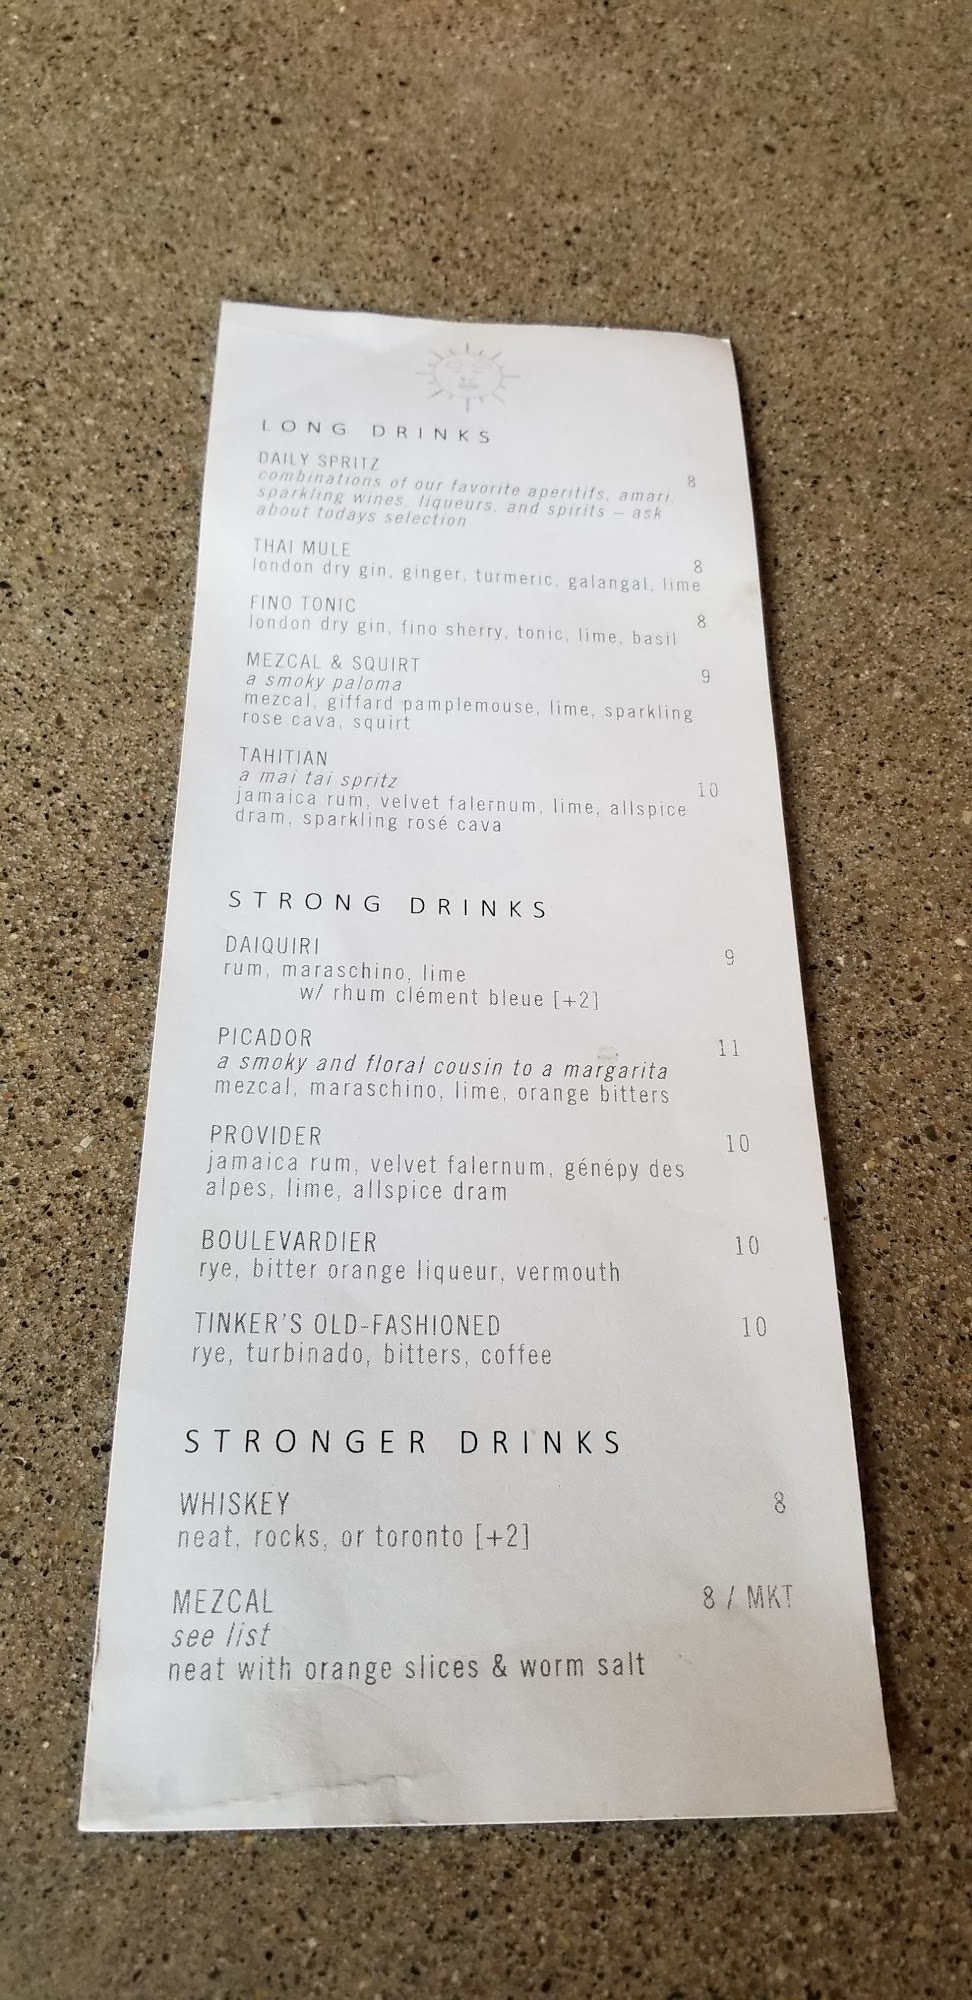 LONG DRINKS
DAILY SPRITZ 8
combinations of our favorite aperitifs, amari,
sparkling wines, liqueurs, and spirits – ask
about todays selection
THAI MULE 8
london dry gin, ginger, turmeric, galangal, lime
FINO TONIC 8
london dry gin, fino sherry, tonic, lime, basil
MEZCAL & SQUIRT 9
a smoky paloma
mezcal, giffard pamplemouse, lime, sparkling
rose cava, squirt
TAHITIAN 10
a mai tai spritz
jamaica rum, velvet falernum, lime, allspice
dram, sparkling rosé cava
STRONG DRINKS
DAIQUIRI 9
rum, maraschino, lime
w/ rhum clément bleue [+2]
PICADOR 11
a smoky and floral cousin to a margarita
mezcal, maraschino, lime, orange bitters
PROVIDER 10
jamaica rum, velvet falernum, génépy des
alpes, lime, allspice dram
BOULEVARDIER 10
rye, bitter orange liqueur, vermouth
TINKER'S OLD-FASHIONED 10
rye, turbinado, bitters, coffee
STRONGER DRINKS
WHISKEY 8
neat, rocks, or toronto [+2]
MEZCAL 8 / MKT
see list
neat with orange slices & worm salt